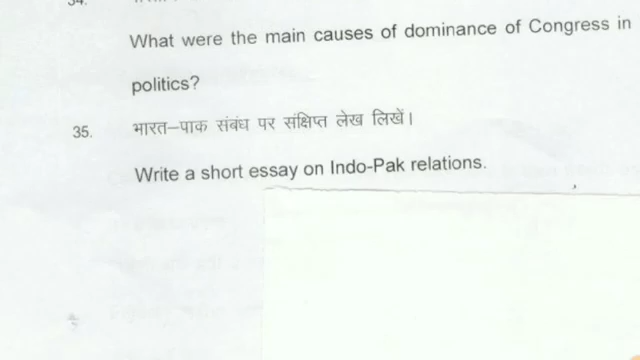 34.
What were the main causes of dominance of Congress in
politics?
35. भारत–पाक संबंध पर संक्षिप्त लेख लिखें।
Write a short essay on Indo-Pak relations.